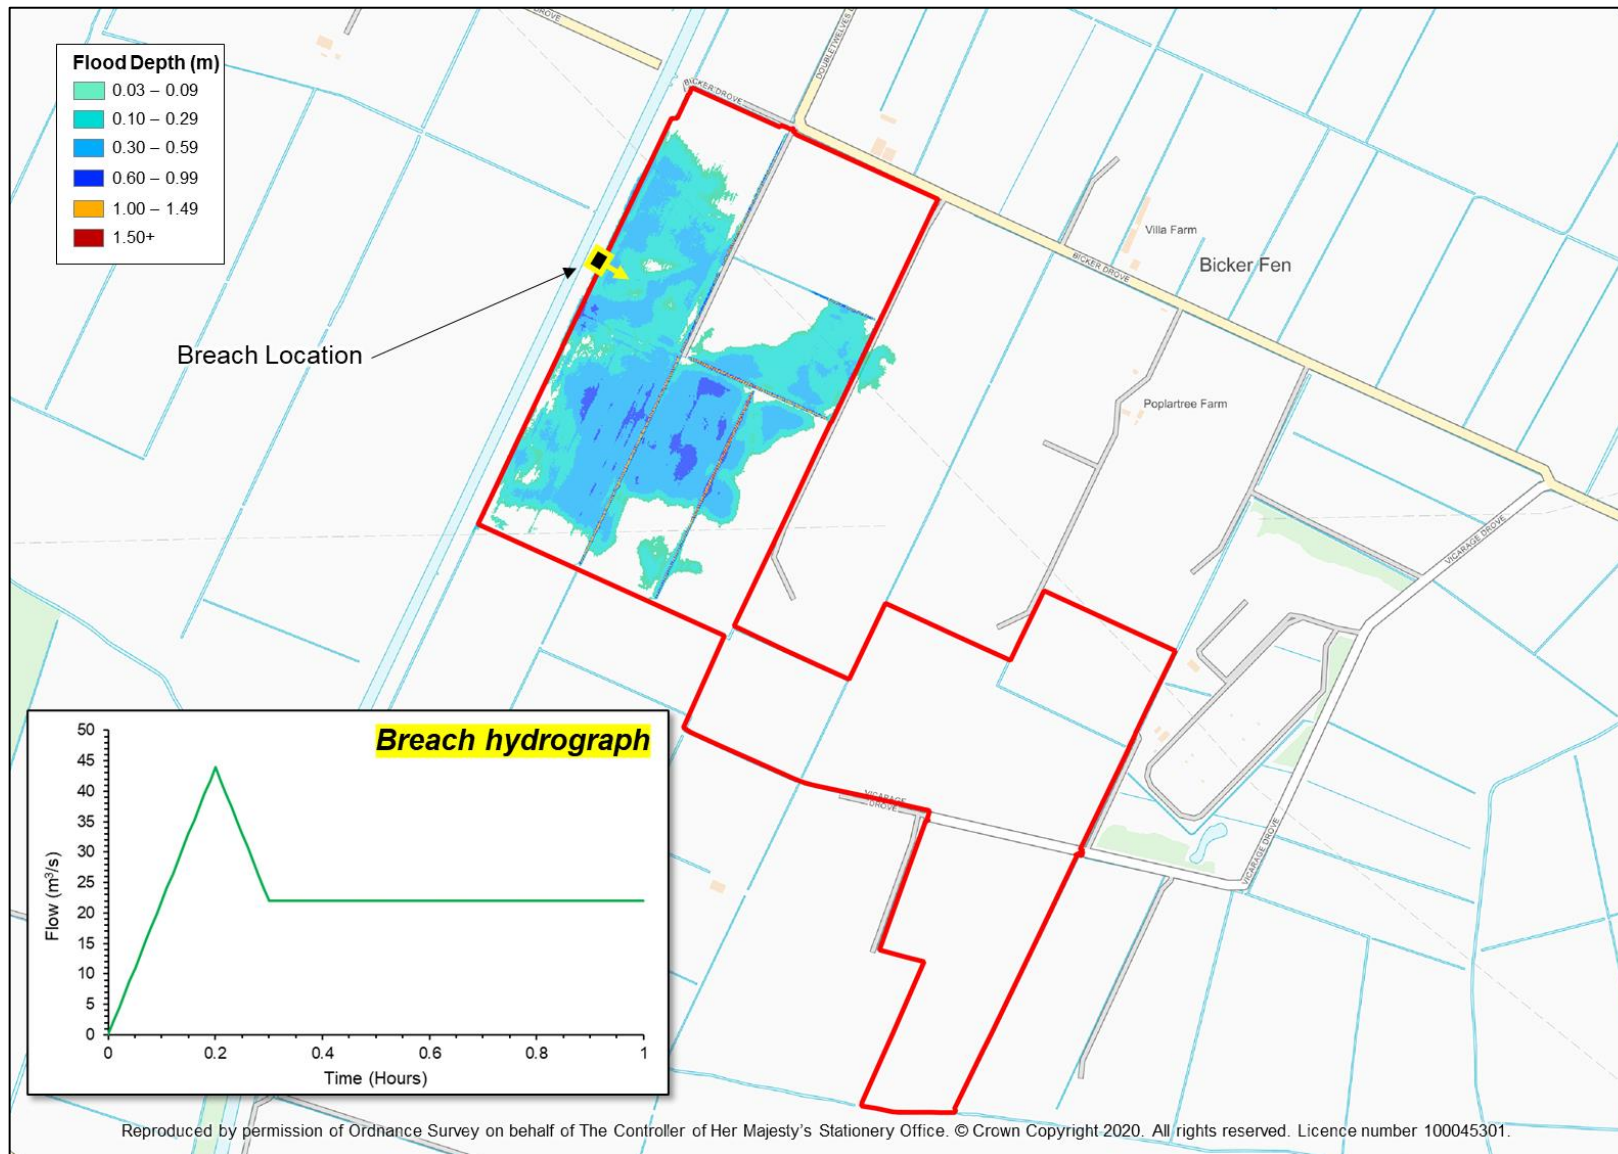 BICKER DROVE
DOUBLETWELVES
Flood Depth (m)
0.03 – 0.09
0.10 – 0.29
0.30 – 0.59
0.60 – 0.99
1.00 – 1.49
1.50+
Villa Farm
Bicker Fen
BICKER DROVE
Breach Location
Poplartree Farm
VICARAGE DROVE
VICARAGE
DROVE
VICARAGE DROVE
Breach hydrograph
Flow (m³/s)
50
45
40
35
30
25
20
15
10
5
0
0 0.2 0.4 0.6 0.8 1
Time (Hours)
Reproduced by permission of Ordnance Survey on behalf of The Controller of Her Majesty's Stationery Office. © Crown Copyright 2020. All rights reserved. Licence number 100045301.